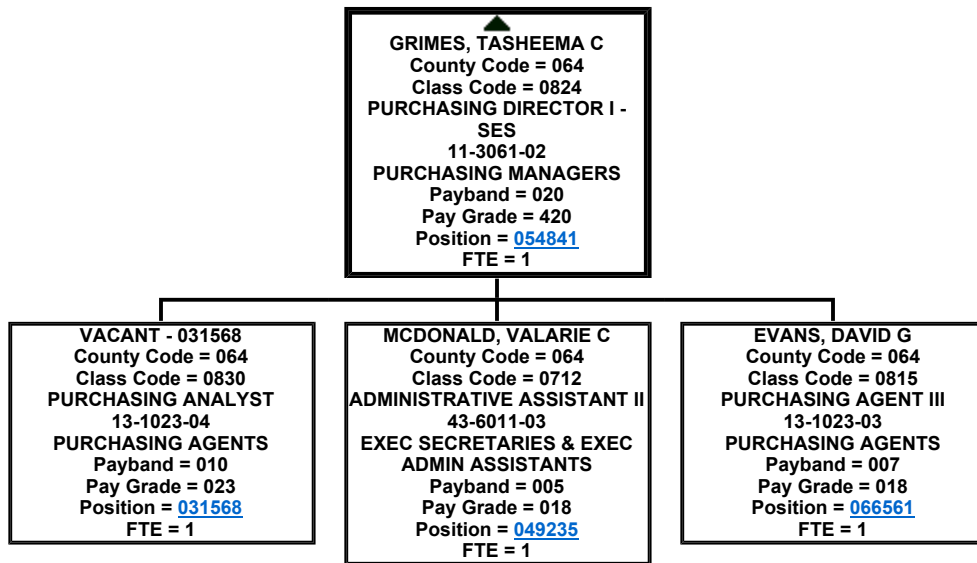 GRIMES, TASHEEMA C
County Code = 064
Class Code = 0824
PURCHASING DIRECTOR I -
SES
11-3061-02
PURCHASING MANAGERS
Payband = 020
Pay Grade = 420
Position = 054841
FTE = 1
VACANT - 031568
County Code = 064
Class Code = 0830
PURCHASING ANALYST
13-1023-04
PURCHASING AGENTS
Payband = 010
Pay Grade = 023
Position = 031568
FTE = 1
MCDONALD, VALARIE C
County Code = 064
Class Code = 0712
ADMINISTRATIVE ASSISTANT II
43-6011-03
EXEC SECRETARIES & EXEC
ADMIN ASSISTANTS
Payband = 005
Pay Grade = 018
Position = 049235
FTE = 1
EVANS, DAVID G
County Code = 064
Class Code = 0815
PURCHASING AGENT III
13-1023-03
PURCHASING AGENTS
Payband = 007
Pay Grade = 018
Position = 066561
FTE = 1